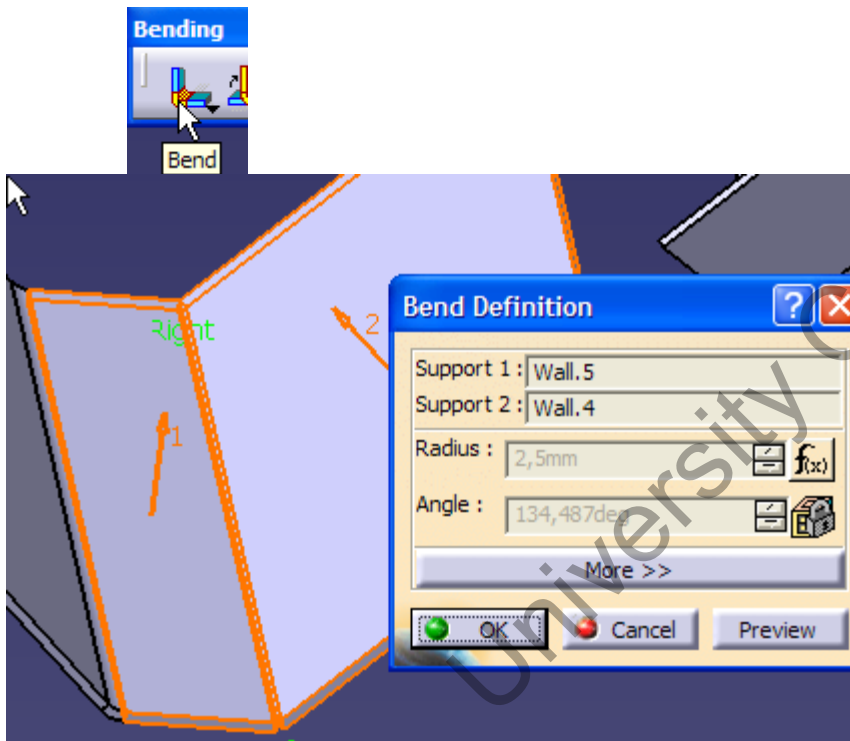 Bending
Bend
Right
1
2
Bend Definition
?
Support 1 : Wall.5
Support 2 : Wall.4
Radius : 2,5mm
f(x)
Angle : 134,487deg
More >>
OK Cancel Preview
University